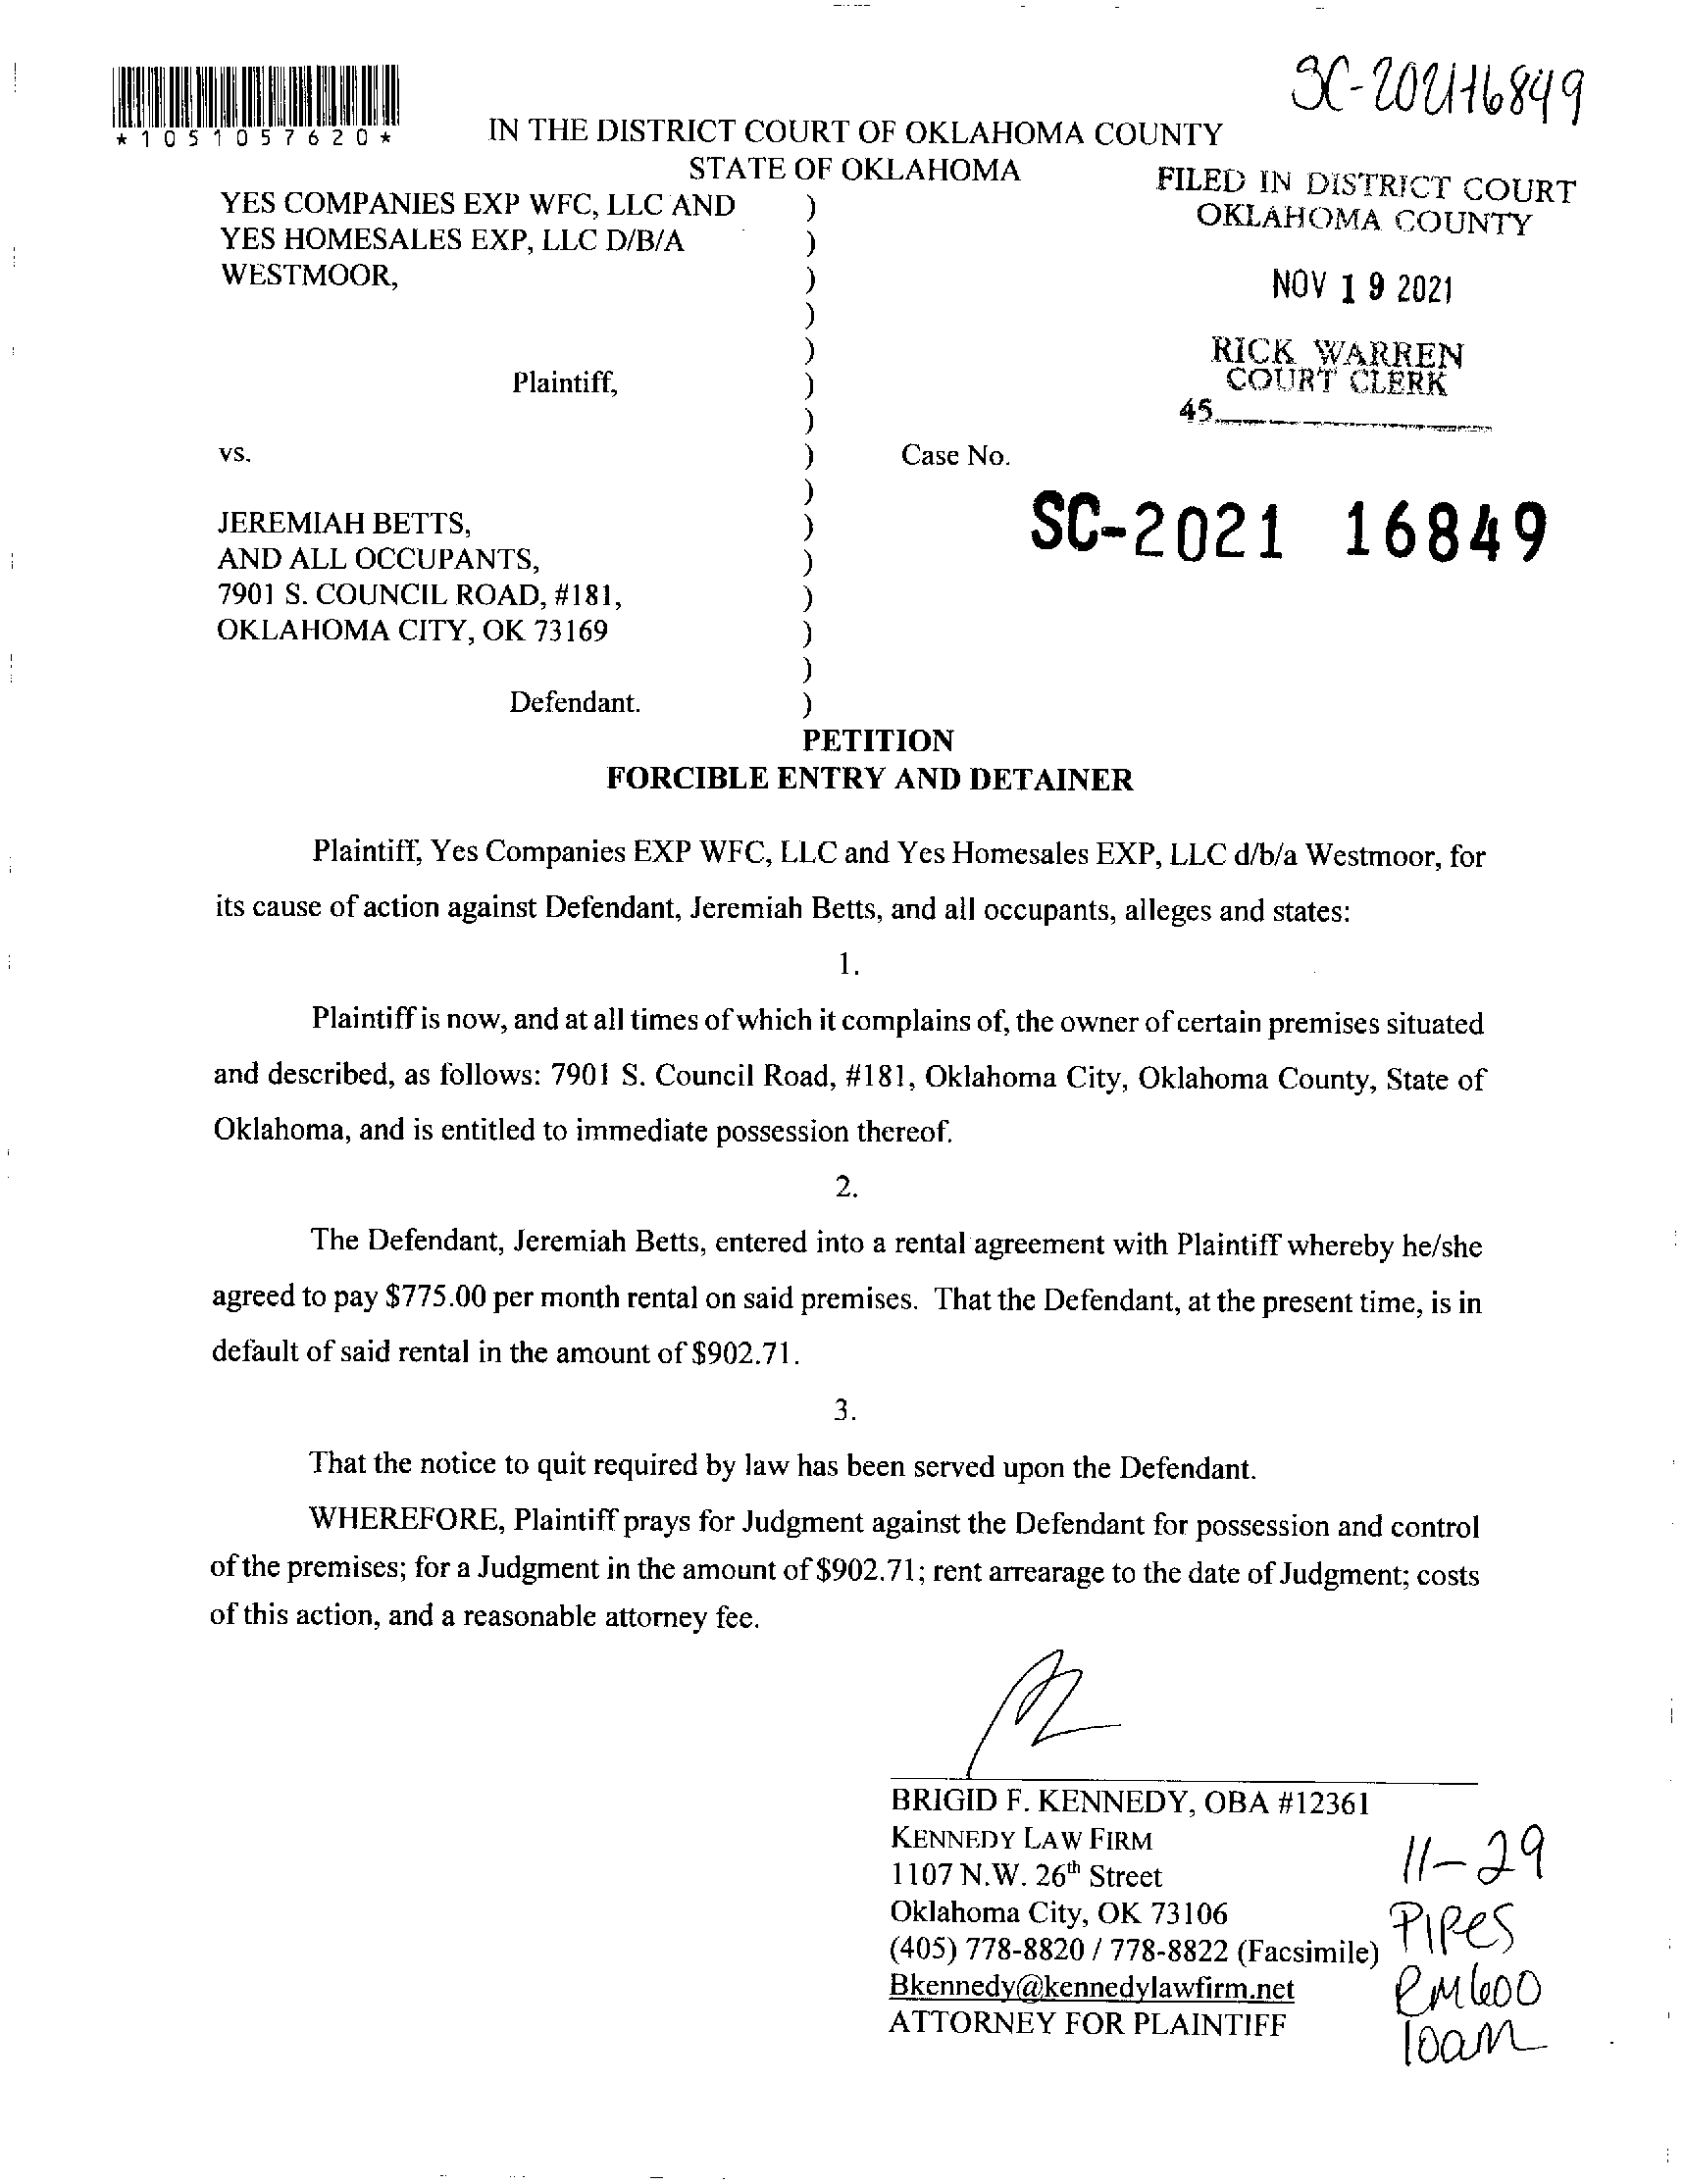 SC-2021-16849
*1051057620*
IN THE DISTRICT COURT OF OKLAHOMA COUNTY
STATE OF OKLAHOMA
FILED IN DISTRICT COURT
OKLAHOMA COUNTY
NOV 19 2021
RICK WARREN
COURT CLERK
45
YES COMPANIES EXP WFC, LLC AND )
YES HOMESALES EXP, LLC D/B/A )
WESTMOOR, )
)
)
Plaintiff, )
)
vs. ) Case No.
)
SC-2021 16849
JEREMIAH BETTS, )
AND ALL OCCUPANTS, )
7901 S. COUNCIL ROAD, #181, )
OKLAHOMA CITY, OK 73169 )
)
Defendant. )
PETITION
FORCIBLE ENTRY AND DETAINER
Plaintiff, Yes Companies EXP WFC, LLC and Yes Homesales EXP, LLC d/b/a Westmoor, for
its cause of action against Defendant, Jeremiah Betts, and all occupants, alleges and states:
1.
Plaintiff is now, and at all times of which it complains of, the owner of certain premises situated
and described, as follows: 7901 S. Council Road, #181, Oklahoma City, Oklahoma County, State of
Oklahoma, and is entitled to immediate possession thereof.
2.
The Defendant, Jeremiah Betts, entered into a rental agreement with Plaintiff whereby he/she
agreed to pay $775.00 per month rental on said premises. That the Defendant, at the present time, is in
default of said rental in the amount of $902.71.
3.
That the notice to quit required by law has been served upon the Defendant.
WHEREFORE, Plaintiff prays for Judgment against the Defendant for possession and control
of the premises; for a Judgment in the amount of $902.71; rent arrearage to the date of Judgment; costs
of this action, and a reasonable attorney fee.
BRIGID F. KENNEDY, OBA #12361
KENNEDY LAW FIRM
1107 N.W. 26th Street
Oklahoma City, OK 73106
(405) 778-8820 / 778-8822 (Facsimile)
Bkennedy@kennedylawfirm.net
ATTORNEY FOR PLAINTIFF
11-29
PIPES
RM600
10am